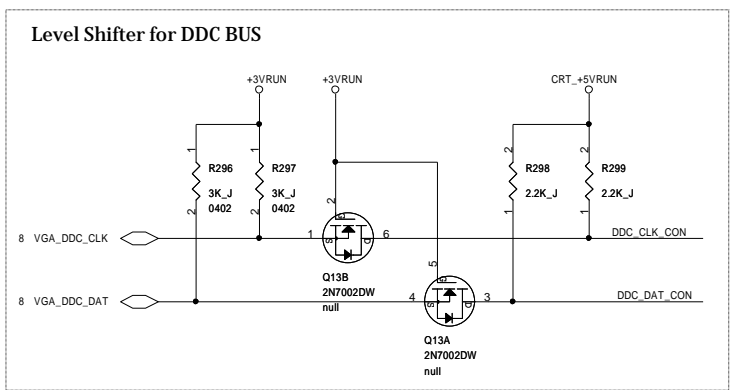 Level Shifter for DDC BUS
+3VRUN +3VRUN CRT_+5VRUN
1 1 2 2
R296 R297 R298 R299
3K_J 3K_J 2.2K_J 2.2K_J
0402 0402
2 2 2 1 1
G
8 VGA_DDC_CLK 1 S D 6 DDC_CLK_CON
Q13B 5
2N7002DW G
null
8 VGA_DDC_DAT 4 S D 3 DDC_DAT_CON
Q13A
2N7002DW
null